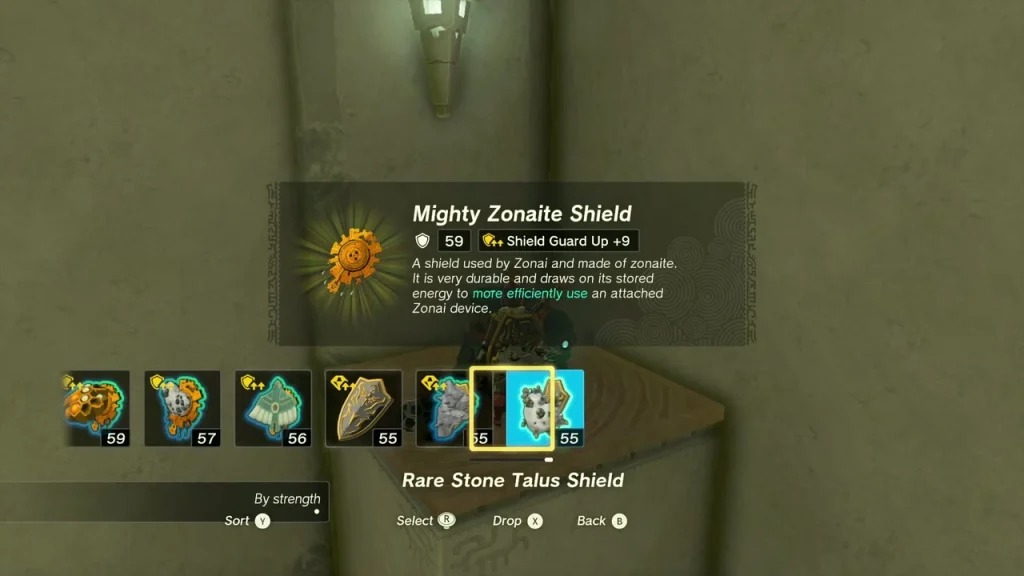 Mighty Zonaite Shield
59 Shield Guard Up +9
A shield used by Zonai and made of zonaite.
It is very durable and draws on its stored
energy to more efficiently use an attached
Zonai device.
59 57 56 55 55 55
Rare Stone Talus Shield
By strength
Sort Y Select R Drop X Back B